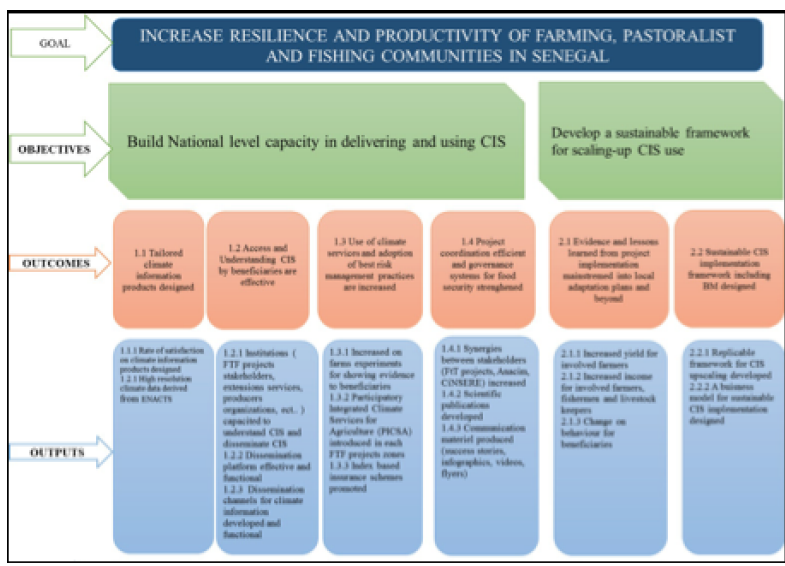 GOAL
INCREASE RESILIENCE AND PRODUCTIVITY OF FARMING, PASTORALIST
AND FISHING COMMUNITIES IN SENEGAL
OBJECTIVES
Build National level capacity in delivering and using CIS
Develop a sustainable framework
for scaling-up CIS use
OUTCOMES
1.1 Tailored
climate
information
products designed
1.2 Access and
Understanding CIS
by beneficiaries are
effective
1.3 Use of climate
services and adoption
of best risk
management practices
are increased
1.4 Project
coordination efficient
and governance
systems for food
security strenghened
2.1 Evidence and lessons
learned from project
implementation
mainstreamed into local
adaptation plans and
beyond
2.2 Sustainable CIS
implementation
framework including
BM designed
OUTPUTS
1.1.1 Rate of satisfaction
on climate information
products designed
1.2.1 High resolution
climate data derived
from ENACTS
1.2.1 Institutions (
FTF projects
stakeholders,
extensions services,
producers
organizations, ect.. )
capacited to
understand CIS and
disseminate CIS
1.2.2 Dissemination
platform effective and
functional
1.2.3 Dissemination
channels for climate
information
developed and
functional
1.3.1 Increased on
farms experiments
for showing evidence
to beneficiaries
1.3.2 Participatory
Integrated Climate
Services for
Agriculture (PICSA)
introduced in each
FTF projects zones
1.3.3 Index based
insurance schemes
promoted
1.4.1 Synergies
between stakeholders
(FtT projects, Anacim,
CINSERE) increased
1.4.2 Scientific
publications
developed
1.4.3 Communication
materiel produced
(success stories,
infographics, videos,
flyers)
2.1.1 Increased yield for
involved farmers
2.1.2 Increased income
for involved farmers,
fishermen and livestock
keepers
2.1.3 Change on
behaviour for
beneficiaries
2.2.1 Replicable
framework for CIS
upscaling developed
2.2.2 A buisness
model for sustainable
CIS implementation
designed